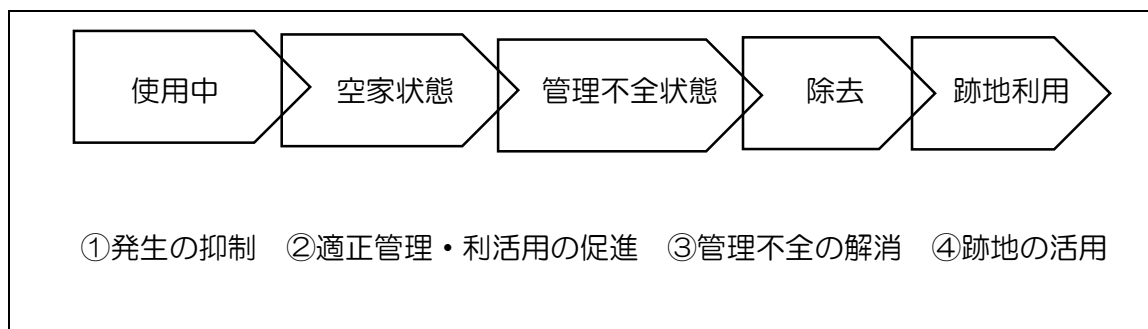 使用中 空家状態 管理不全状態 除去 跡地利用
①発生の抑制 ②適正管理・利活用の促進 ③管理不全の解消 ④跡地の活用